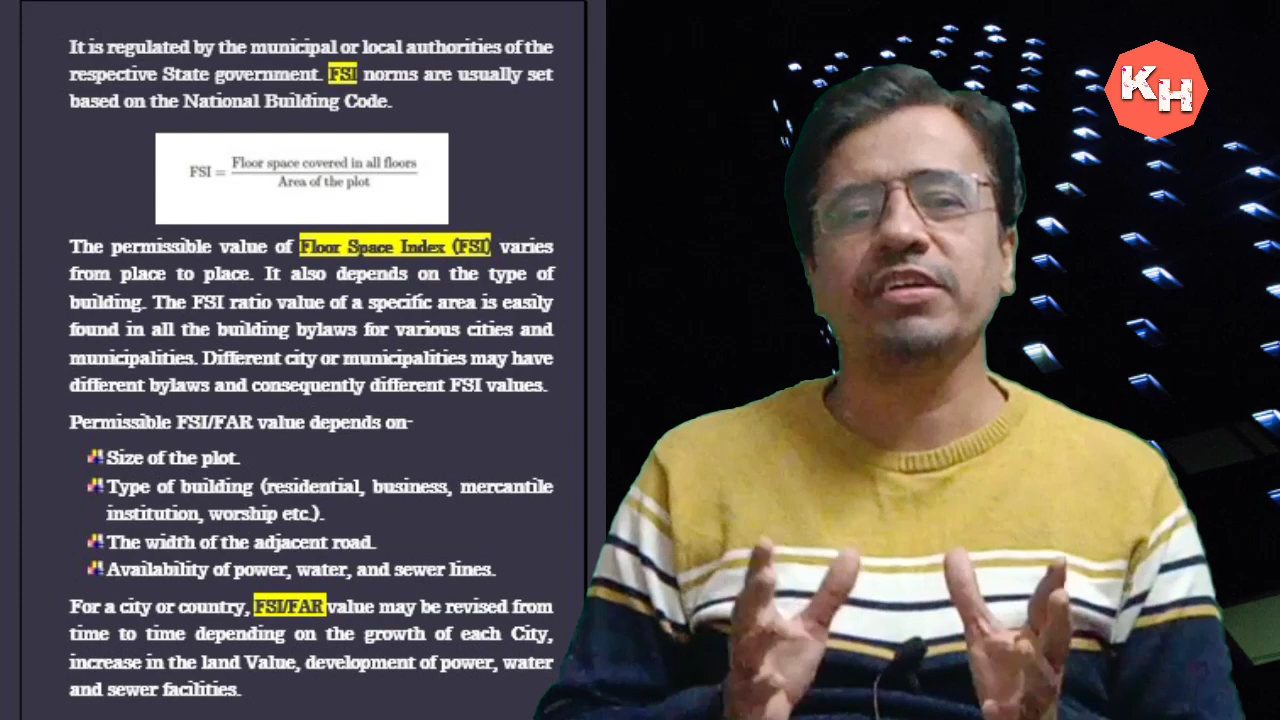 It is regulated by the municipal or local authorities of the
respective State government. FSI norms are usually set
based on the National Building Code.
FSI = Floor space covered in all floors
Area of the plot
The permissible value of Floor Space Index (FSI) varies
from place to place. It also depends on the type of
building. The FSI ratio value of a specific area is easily
found in all the building bylaws for various cities and
municipalities. Different city or municipalities may have
different bylaws and consequently different FSI values.
Permissible FSI/FAR value depends on-
Size of the plot.
Type of building (residential, business, mercantile
institution, worship etc.).
The width of the adjacent road.
Availability of power, water, and sewer lines.
For a city or country, FSI/FAR value may be revised from
time to time depending on the growth of each City,
increase in the land Value, development of power, water
and sewer facilities.
KH